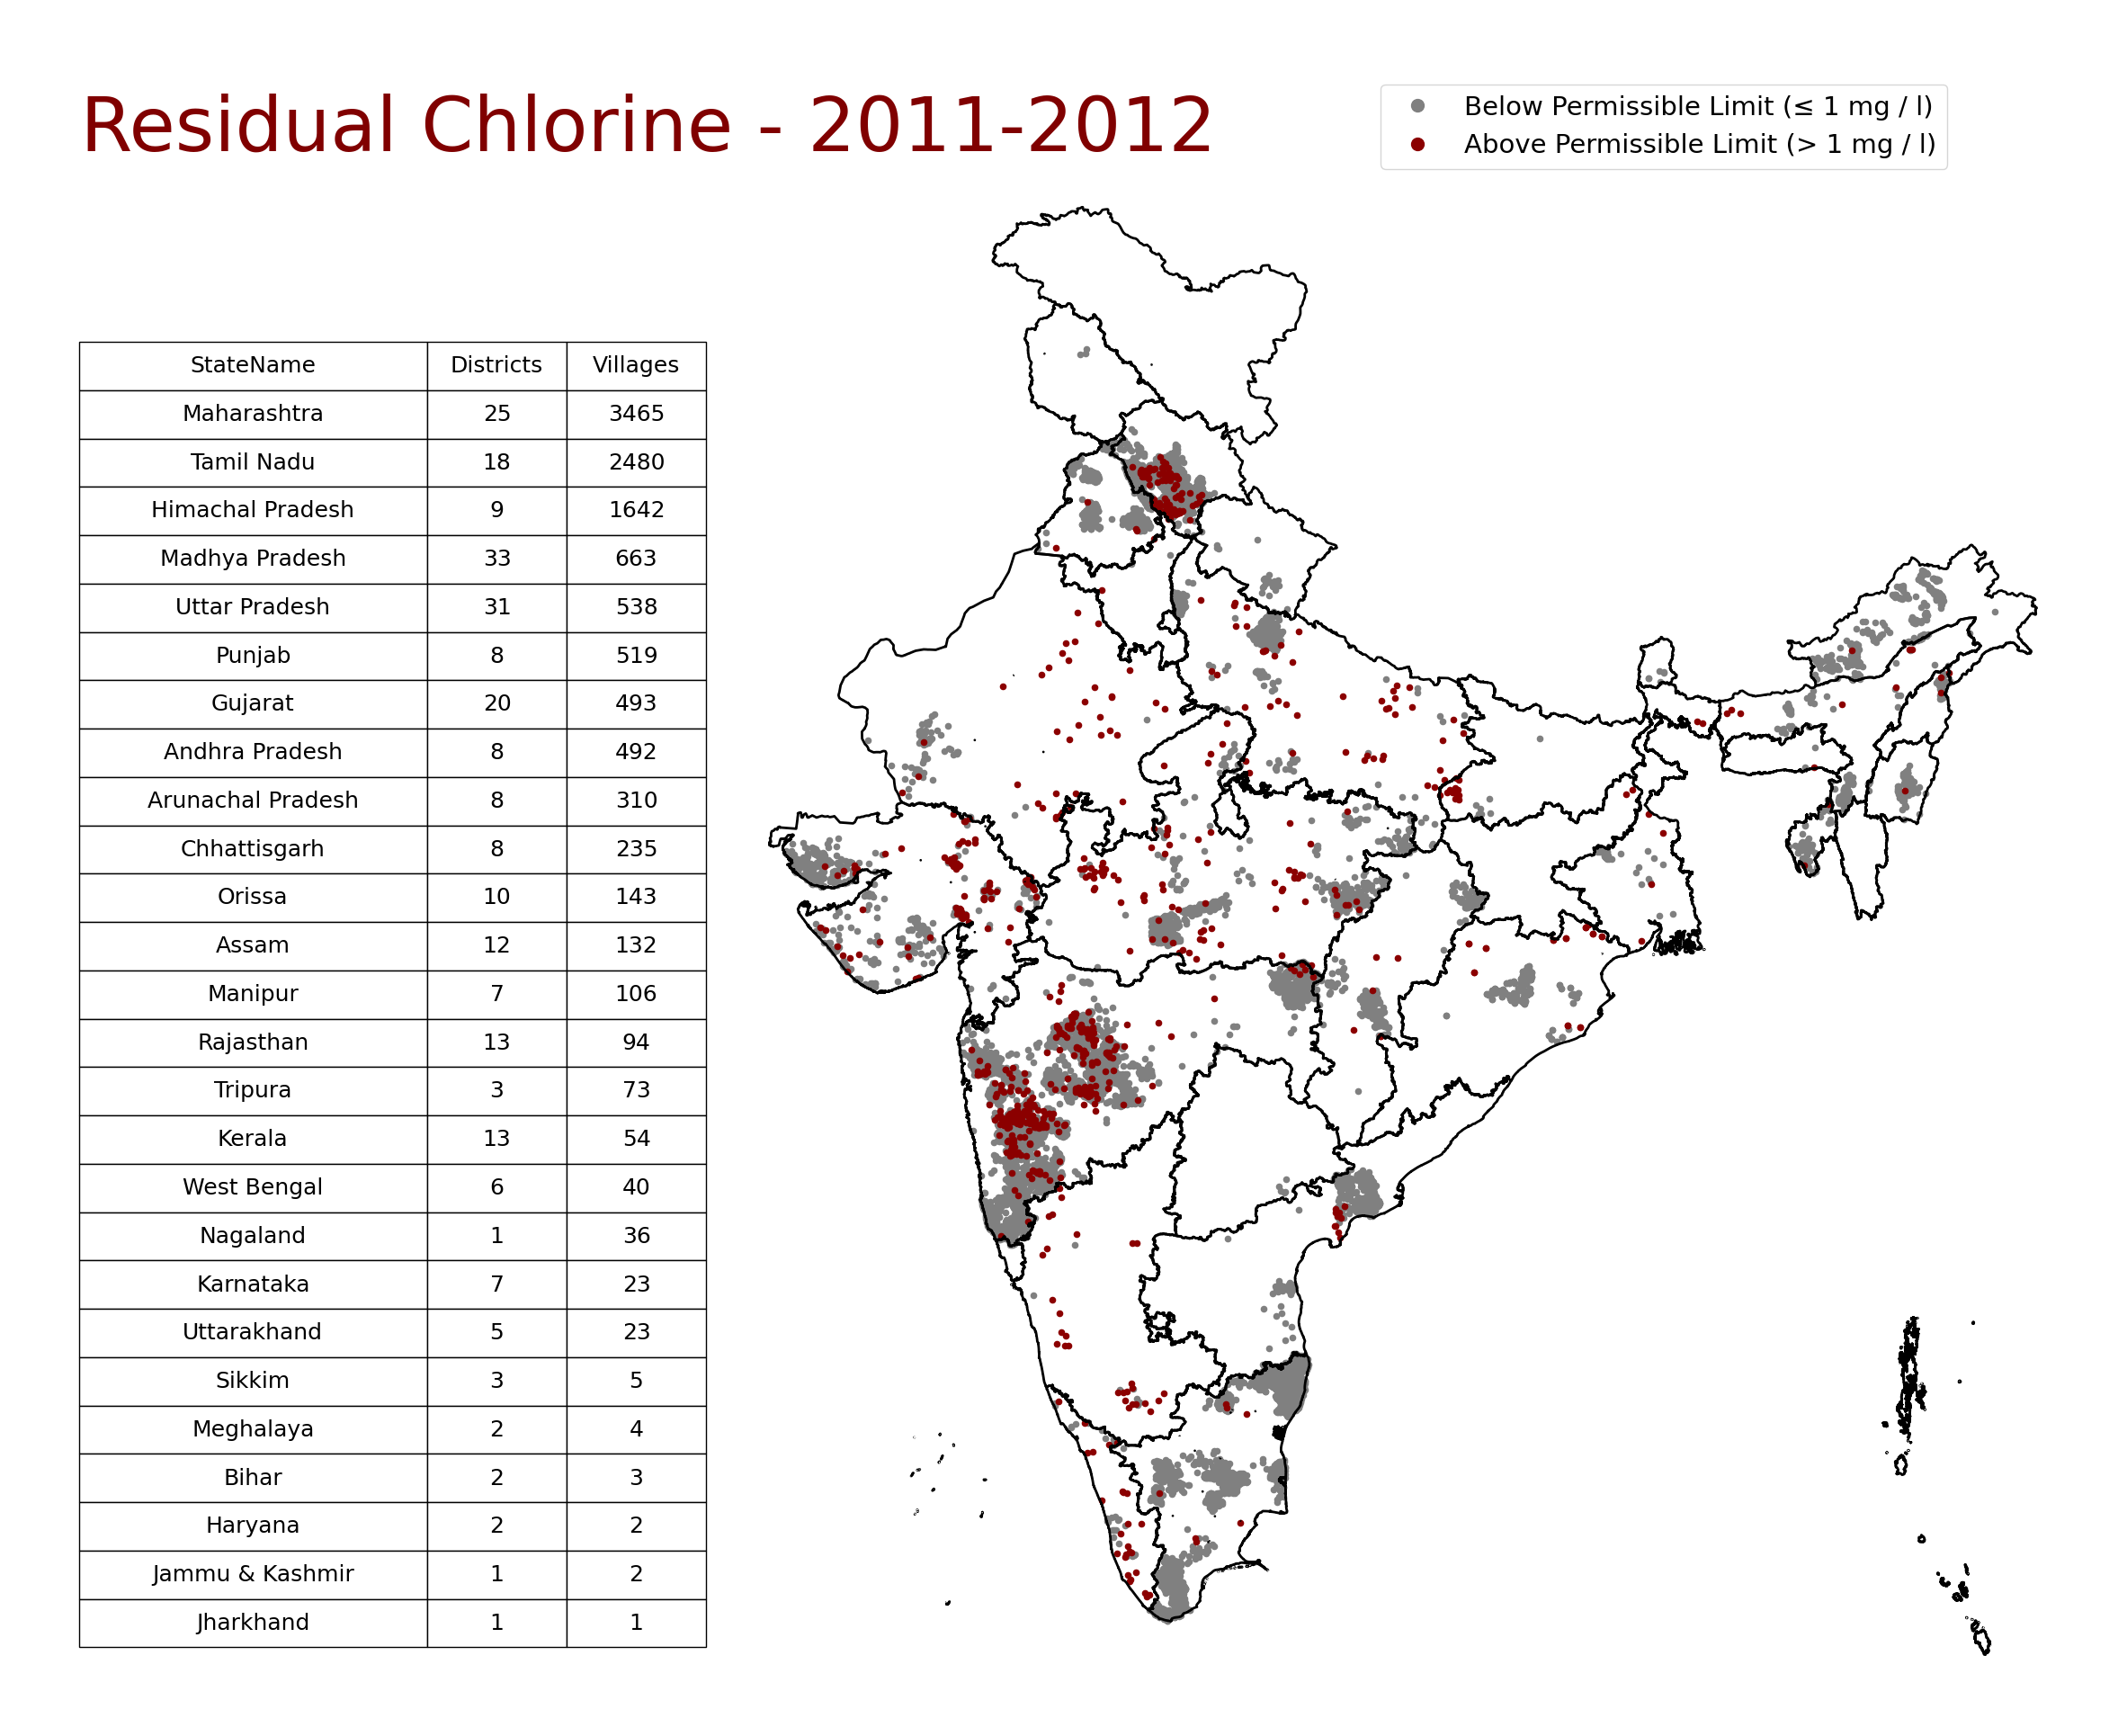 Residual Chlorine - 2011-2012
Below Permissible Limit (≤ 1 mg / l)
Above Permissible Limit (> 1 mg / l)
StateName Districts Villages
Maharashtra 25 3465
Tamil Nadu 18 2480
Himachal Pradesh 9 1642
Madhya Pradesh 33 663
Uttar Pradesh 31 538
Punjab 8 519
Gujarat 20 493
Andhra Pradesh 8 492
Arunachal Pradesh 8 310
Chhattisgarh 8 235
Orissa 10 143
Assam 12 132
Manipur 7 106
Rajasthan 13 94
Tripura 3 73
Kerala 13 54
West Bengal 6 40
Nagaland 1 36
Karnataka 7 23
Uttarakhand 5 23
Sikkim 3 5
Meghalaya 2 4
Bihar 2 3
Haryana 2 2
Jammu & Kashmir 1 2
Jharkhand 1 1